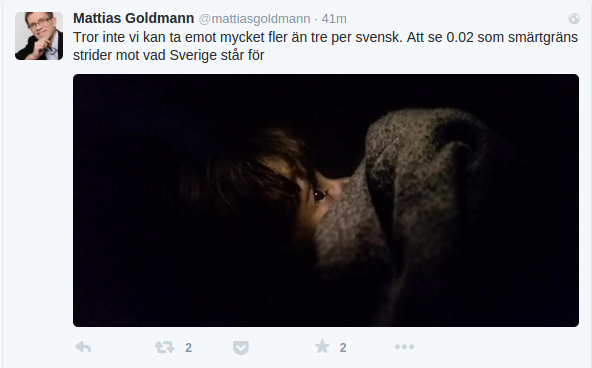 Mattias Goldmann @mattiasgoldmann · 41m
Tror inte vi kan ta emot mycket fler än tre per svensk. Att se 0.02 som smärtgräns
strider mot vad Sverige står för
2 2